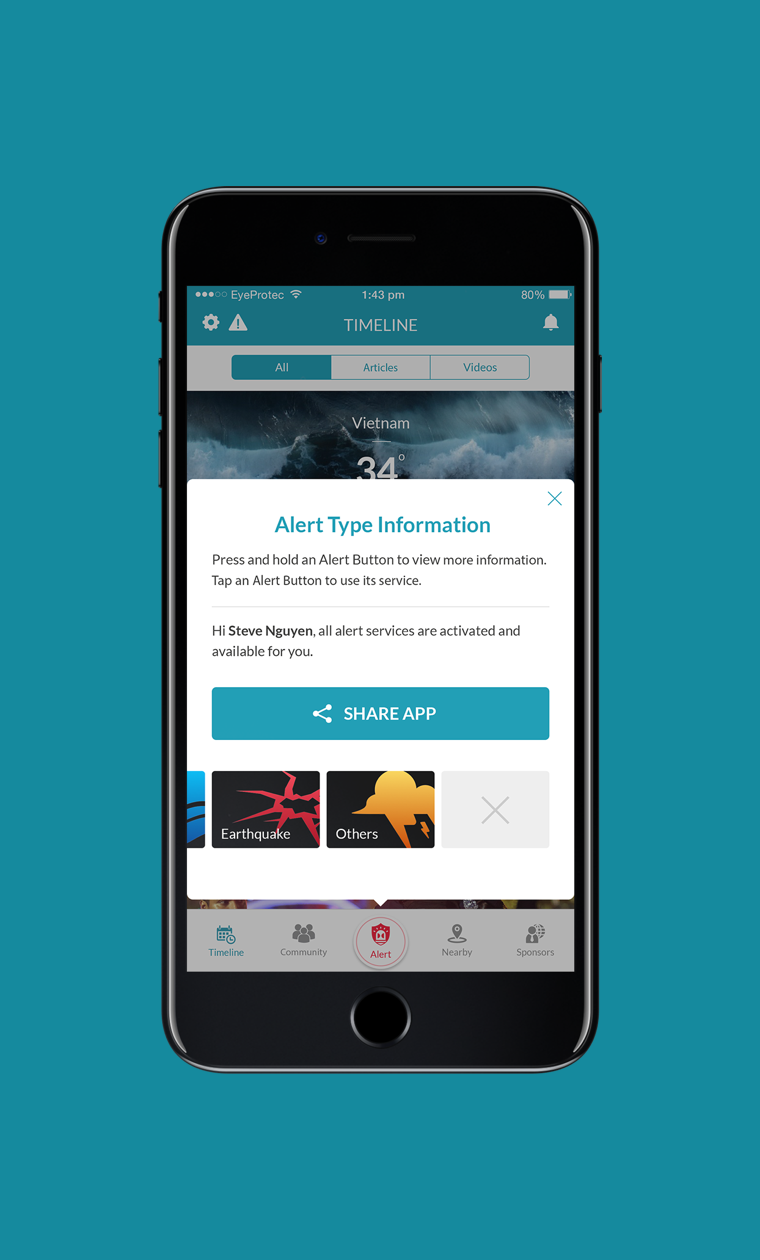 EyeProtec
1:43 pm
80%
TIMELINE
All
Articles
Videos
Vietnam
34°
Alert Type Information
Press and hold an Alert Button to view more information.
Tap an Alert Button to use its service.
Hi Steve Nguyen, all alert services are activated and
available for you.
SHARE APP
Earthquake
Others
Timeline
Community
Alert
Nearby
Sponsors